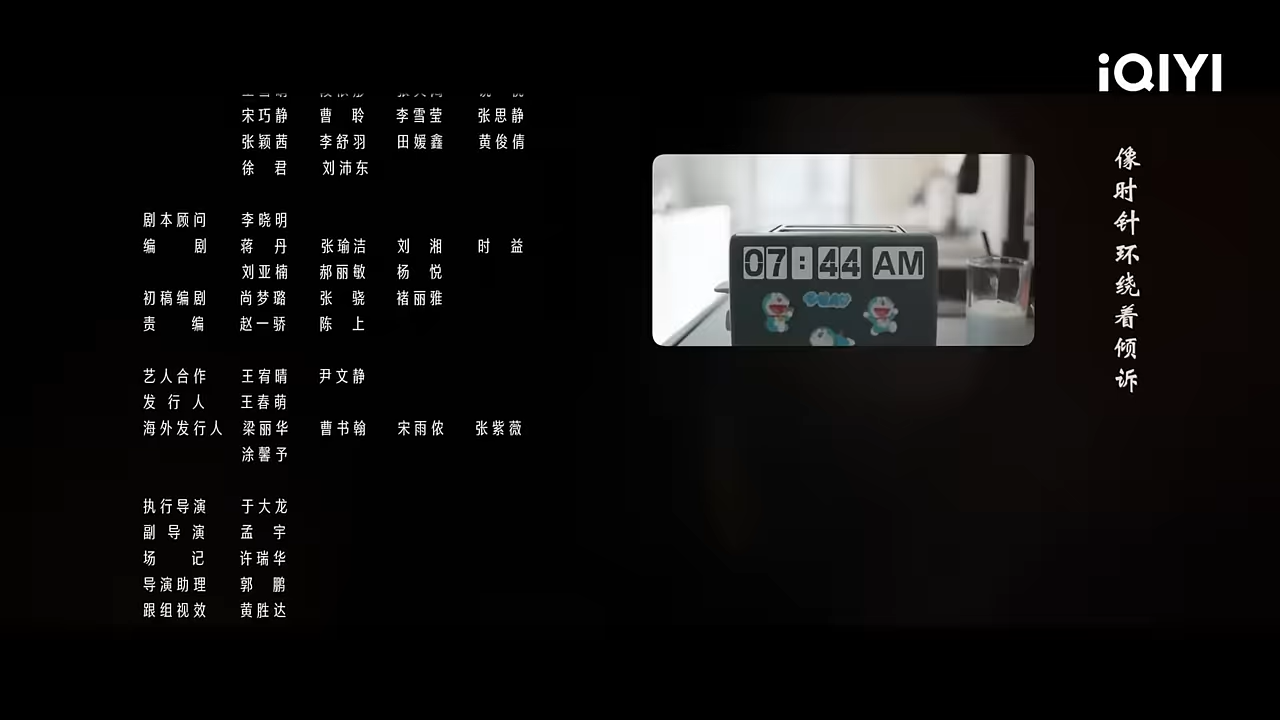 iQIYI
宋巧静 曹 聆 李雪莹 张思静
张颖茜 李舒羽 田媛鑫 黄俊倩
徐 君 刘沛东
剧本顾问 李晓明
编 剧 蒋 丹 张瑜洁 刘 湘 时 益
刘亚楠 郝丽敏 杨 悦
初稿编剧 尚梦璐 张 骁 褚丽雅
责 编 赵一骄 陈 上
艺人合作 王宥晴 尹文静
发行人 王春萌
海外发行人 梁丽华 曹书翰 宋雨侬 张紫薇
涂馨予
执行导演 于大龙
副导演 孟 宇
场 记 许瑞华
导演助理 郭 鹏
跟组视效 黄胜达
07:44 AM
像时针环绕着倾诉